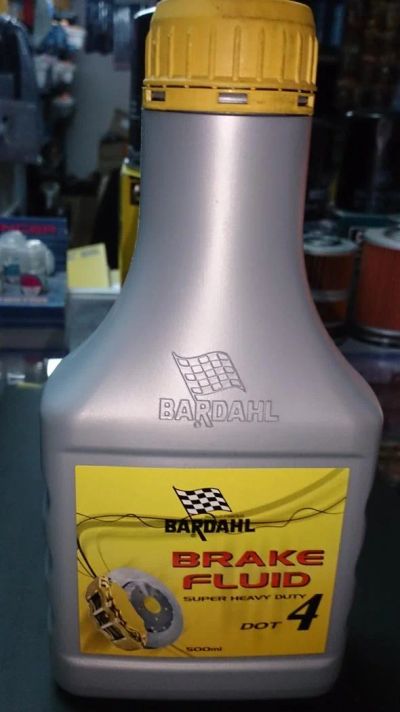 BARDAHL
BARDAHL
BRAKE
FLUID
SUPER HEAVY DUTY
DOT 4
500ml